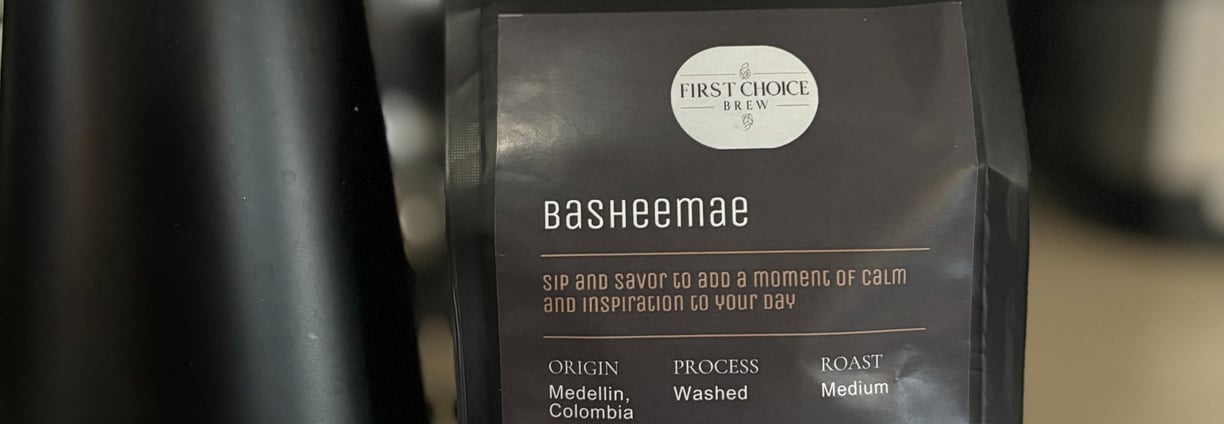 FIRST CHOICE
BREW
BASHEEMAE
SIP AND SAVOR TO ADD A MOMENT OF CALM
AND INSPIRATION TO YOUR DAY
ORIGIN PROCESS ROAST
Medellin, Washed Medium
Colombia